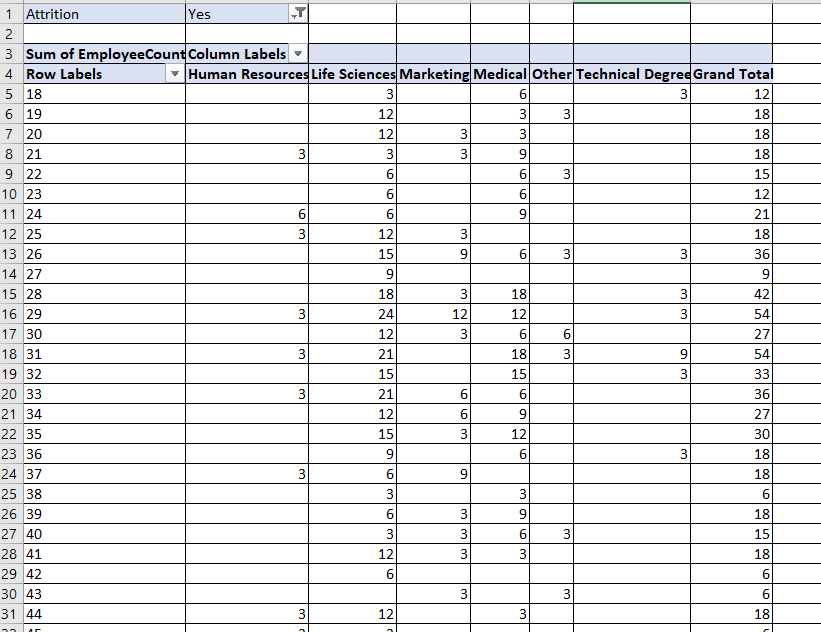 1 Attrition Yes
2
3 Sum of EmployeeCount Column Labels
4 Row Labels Human Resources Life Sciences Marketing Medical Other Technical Degree Grand Total
5 18 3 6 3 12
6 19 12 3 3 18
7 20 12 3 3 18
8 21 3 3 3 9 18
9 22 6 6 3 15
10 23 6 6 12
11 24 6 6 9 21
12 25 3 12 3 18
13 26 15 9 6 3 3 36
14 27 9 9
15 28 18 3 18 3 42
16 29 3 24 12 12 3 54
17 30 12 3 6 6 27
18 31 3 21 18 3 9 54
19 32 15 15 3 33
20 33 3 21 6 6 36
21 34 12 6 9 27
22 35 15 3 12 30
23 36 9 6 3 18
24 37 3 6 9 18
25 38 3 3 6
26 39 6 3 9 18
27 40 3 3 6 3 15
28 41 12 3 3 18
29 42 6 6
30 43 3 3 6
31 44 3 12 3 18